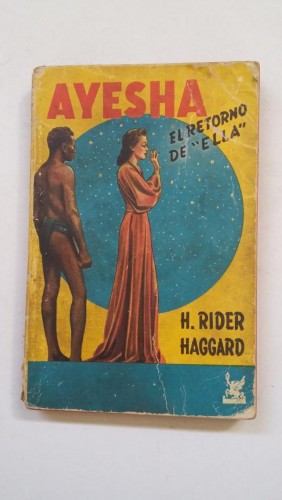 AYESHA
EL RETORNO
DE "ELLA"
H. RIDER
HAGGARD